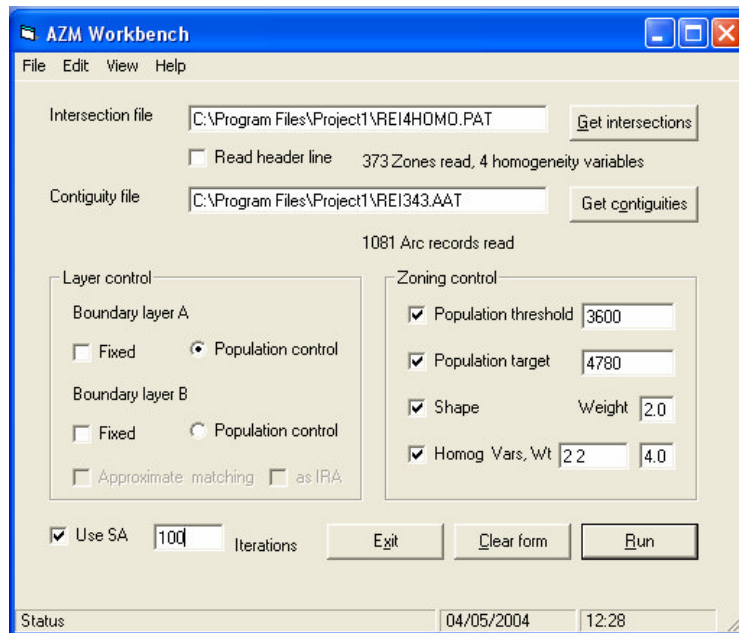 AZM Workbench
File Edit View Help
Intersection file C:\Program Files\Project1\REI4HOMO.PAT Get intersections
Read header line 373 Zones read, 4 homogeneity variables
Contiguity file C:\Program Files\Project1\REI343.AAT Get contiguities
1081 Arc records read
Layer control
Boundary layer A
Fixed Population control
Boundary layer B
Fixed Population control
Approximate matching as IRA
Zoning control
Population threshold 3600
Population target 4780
Shape Weight 2.0
Homog Vars, Wt 2 2 4.0
Use SA 100 Iterations Exit Clear form Run
Status 04/05/2004 12:28